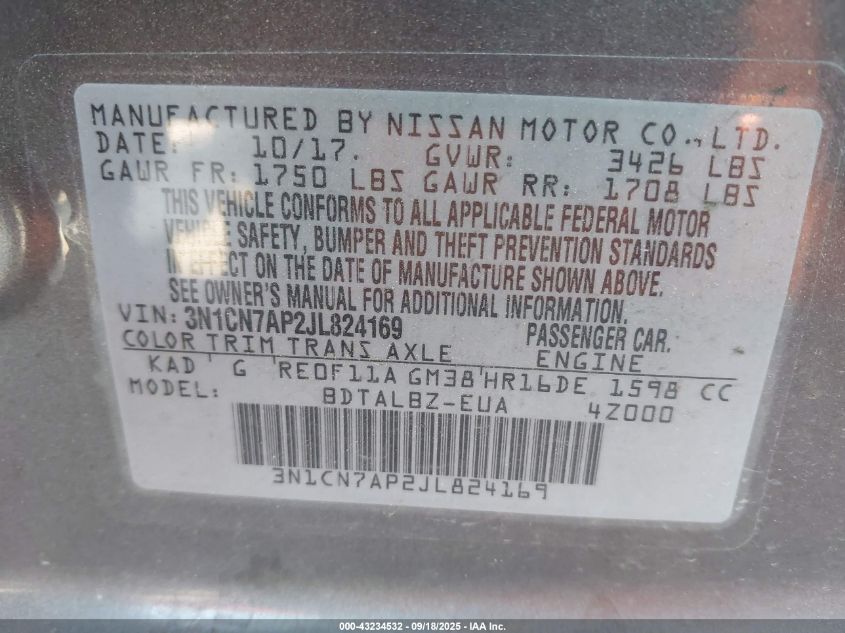 MANUFACTURED BY NISSAN MOTOR CO., LTD.
DATE: 10/17. GVWR: 3426 LBS
GAWR FR: 1750 LBS GAWR RR: 1708 LBS
THIS VEHICLE CONFORMS TO ALL APPLICABLE FEDERAL MOTOR
VEHICLE SAFETY, BUMPER AND THEFT PREVENTION STANDARDS
IN EFFECT ON THE DATE OF MANUFACTURE SHOWN ABOVE.
SEE OWNER'S MANUAL FOR ADDITIONAL INFORMATION.
VIN: 3N1CN7AP2JL824169 PASSENGER CAR.
COLOR TRIM TRANS AXLE ENGINE
KAD G RE0F11A GM38 HR16DE 1598 CC
MODEL: BDTALBZ-EUA 4Z000
3N1CN7AP2JL824169
000-43234532 - 09/18/2025 - IAA Inc.